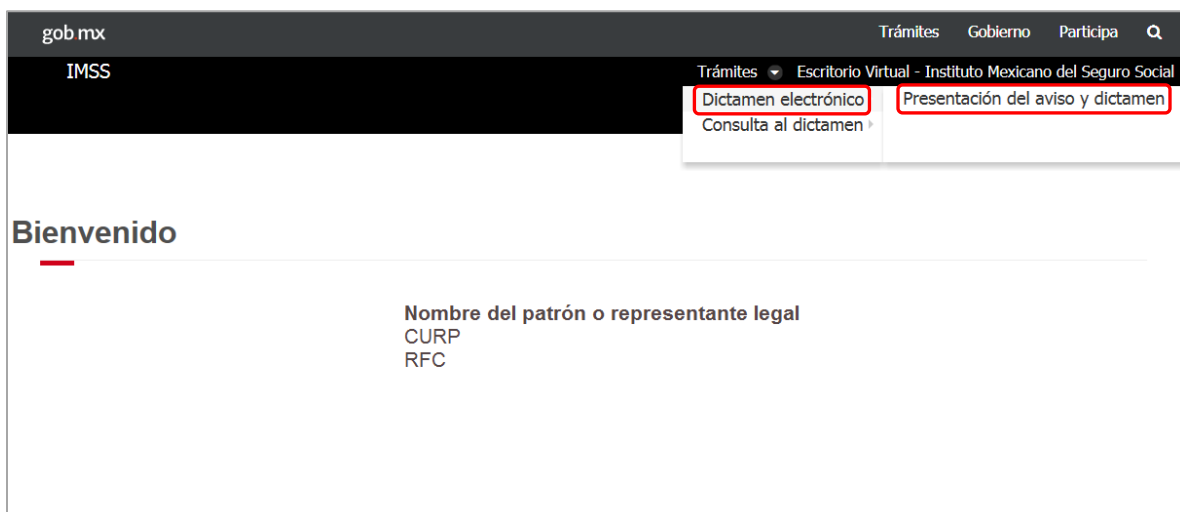 gob.mx Trámites Gobierno Participa
IMSS Trámites Escritorio Virtual - Instituto Mexicano del Seguro Social
Dictamen electrónico Presentación del aviso y dictamen
Consulta al dictamen
Bienvenido
Nombre del patrón o representante legal
CURP
RFC